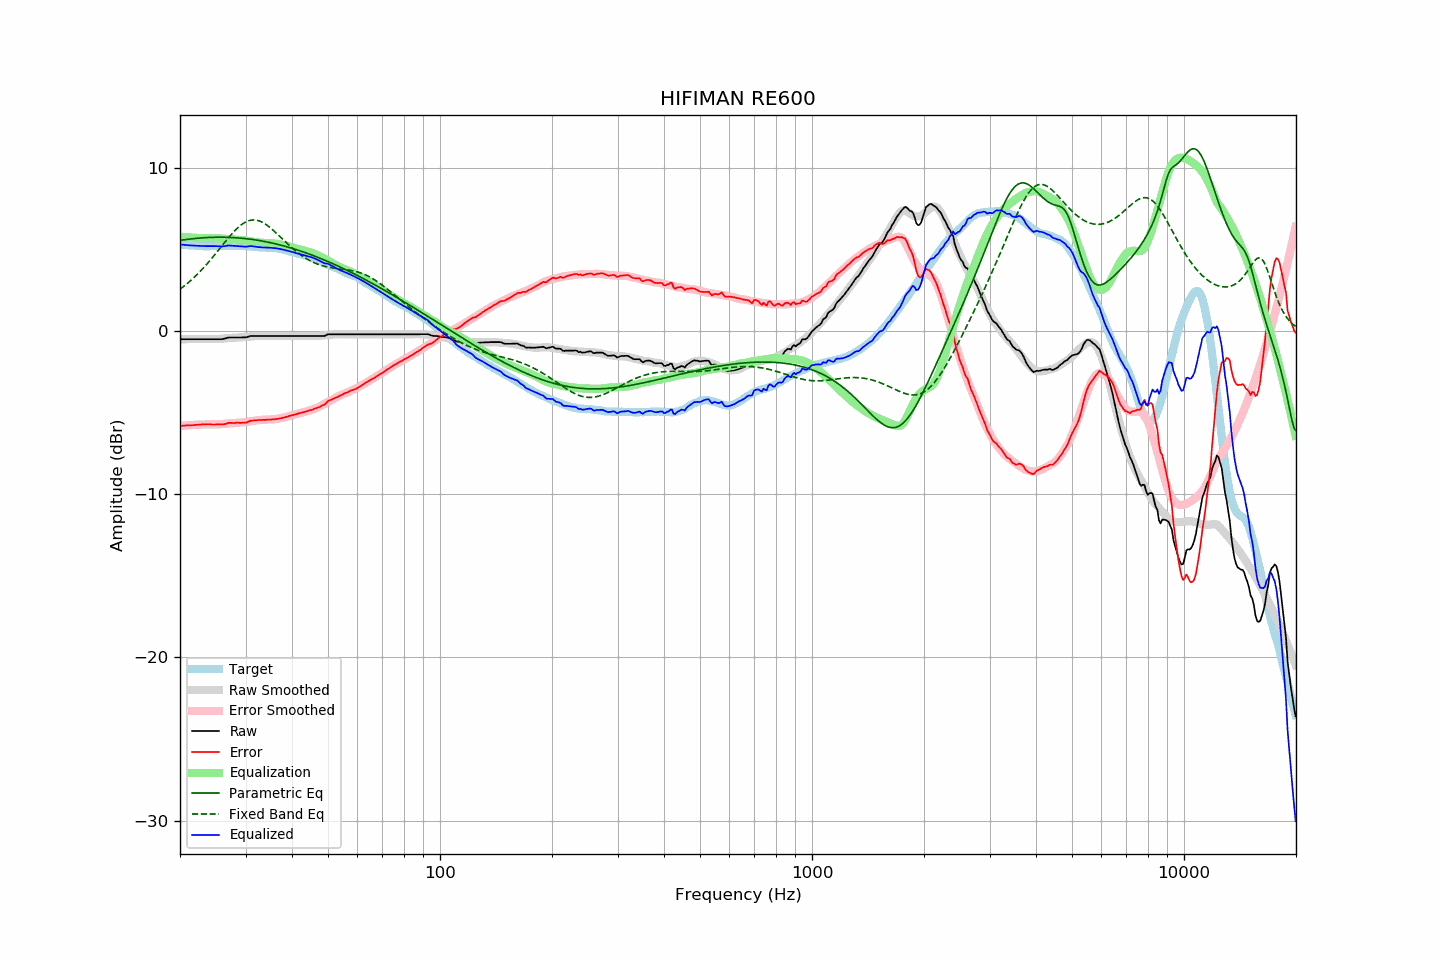 HIFIMAN RE600
10
0
−10
−20
−30
Amplitude (dBr)
Target
Raw Smoothed
Error Smoothed
Raw
Error
Equalization
Parametric Eq
Fixed Band Eq
Equalized
100
1000
10000
Frequency (Hz)